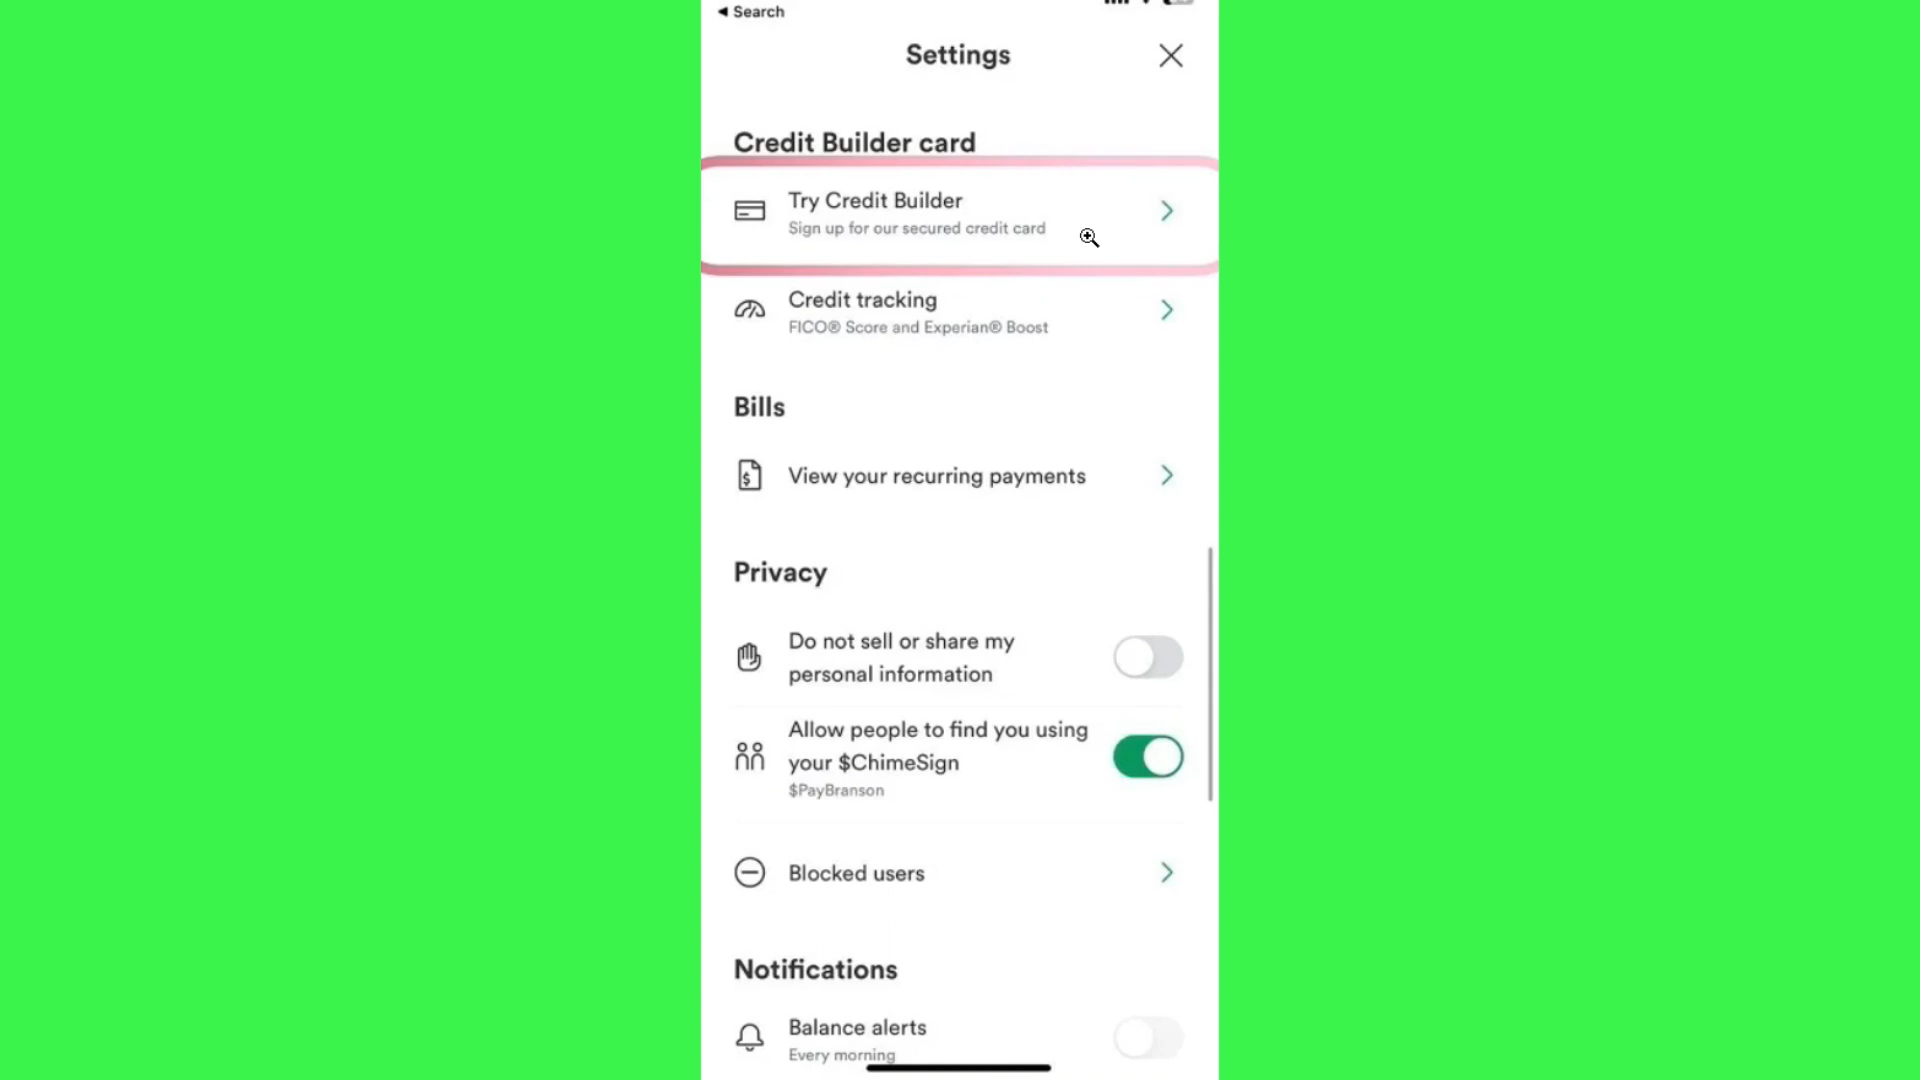 ◀ Search
Settings
Credit Builder card
Try Credit Builder
Sign up for our secured credit card
Credit tracking
FICO® Score and Experian® Boost
Bills
View your recurring payments
Privacy
Do not sell or share my
personal information
Allow people to find you using
your $ChimeSign
$PayBranson
Blocked users
Notifications
Balance alerts
Every morning